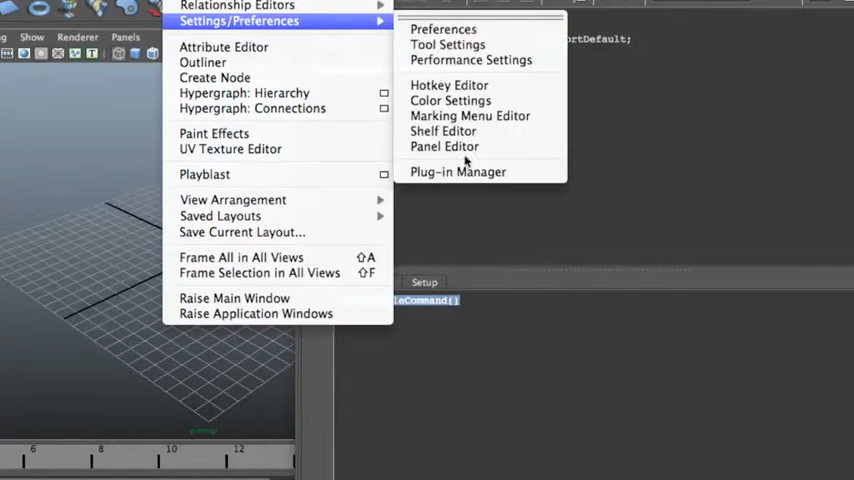 Relationship Editors
Settings/Preferences
Preferences
Tool Settings
Performance Settings
Hotkey Editor
Color Settings
Marking Menu Editor
Shelf Editor
Panel Editor
Plug-in Manager
Show Renderer Panels
ortDefault;
Attribute Editor
Outliner
Create Node
Hypergraph: Hierarchy
Hypergraph: Connections
Paint Effects
UV Texture Editor
Playblast
View Arrangement
Saved Layouts
Save Current Layout...
Frame All in All Views ⇧A
Frame Selection in All Views ⇧F
Raise Main Window
Raise Application Windows
Setup
leCommand()
6 8 10 12